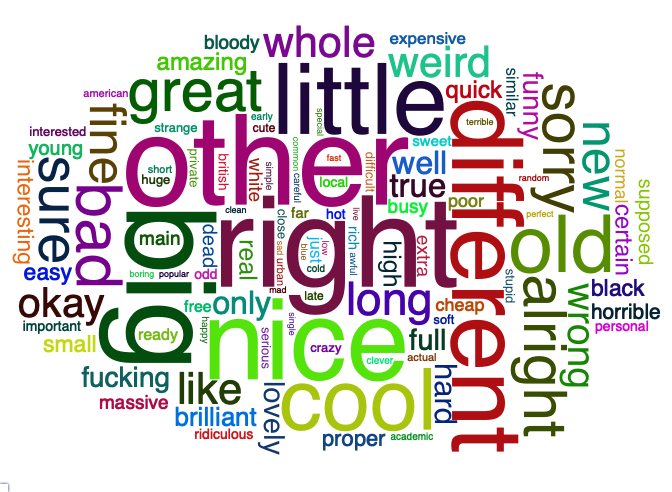 bloody
whole
expensive
amazing
weird
american
great
little
quick
similar
funny
sorry
fine
early
cute
special
terrible
strange
other
different
interested
young
private
british
white
simple
common
careful
fast
difficult
sweet
new
normal
supposed
interesting
sure
bad
short
huge
local
well
true
random
busy
poor
perfect
certain
clean
big
right
main
dead
real
close
far
hot
live
rich
awful
just
low
blue
sad
urban
cold
high
extra
old
easy
boring
popular
odd
mad
late
stupid
alright
wrong
black
horrible
personal
okay
important
small
free
only
long
cheap
soft
happy
nice
single
serious
crazy
clever
full
actual
ready
fucking
massive
like
brilliant
ridiculous
lovely
cool
hard
proper
academic